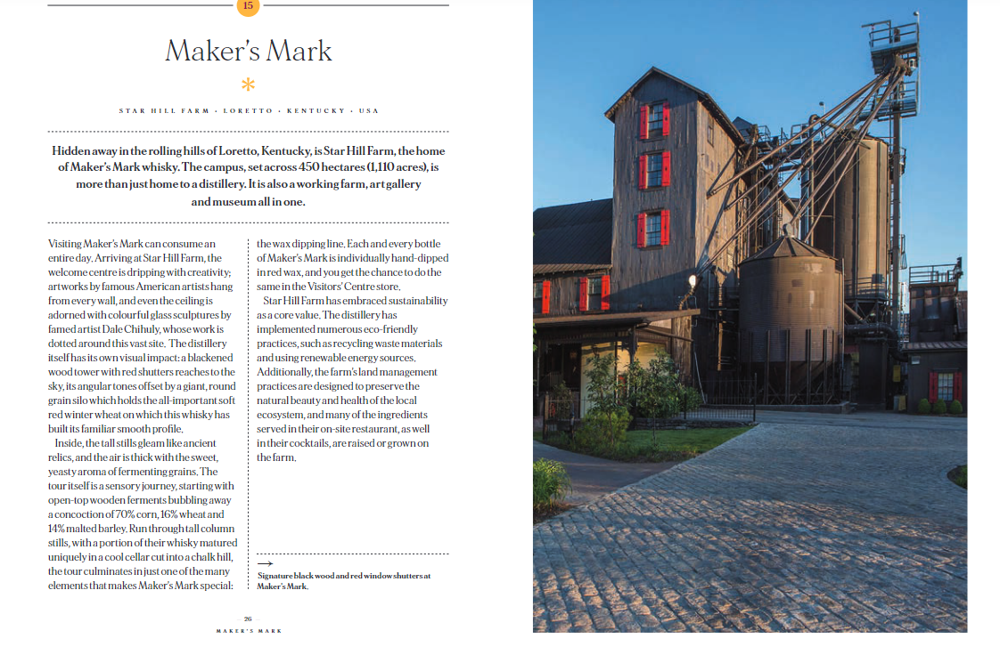 15
Maker's Mark
*
STAR HILL FARM · LORETTO · KENTUCKY · USA
Hidden away in the rolling hills of Loretto, Kentucky, is Star Hill Farm, the home
of Maker's Mark whisky. The campus, set across 450 hectares (1,110 acres), is
more than just home to a distillery. It is also a working farm, art gallery
and museum all in one.
Visiting Maker's Mark can consume an
entire day. Arriving at Star Hill Farm, the
welcome centre is dripping with creativity;
artworks by famous American artists hang
from every wall, and even the ceiling is
adorned with colourful glass sculptures by
famed artist Dale Chihuly, whose work is
dotted around this vast site. The distillery
itself has its own visual impact: a blackened
wood tower with red shutters reaches to the
sky, its angular tones offset by a giant, round
grain silo which holds the all-important soft
red winter wheat on which this whisky has
built its familiar smooth profile.
Inside, the tall stills gleam like ancient
relics, and the air is thick with the sweet,
yeasty aroma of fermenting grains. The
tour itself is a sensory journey, starting with
open-top wooden ferments bubbling away
a concoction of 70% corn, 16% wheat and
14% malted barley. Run through tall column
stills, with a portion of their whisky matured
uniquely in a cool cellar cut into a chalk hill,
the tour culminates in just one of the many
elements that makes Maker's Mark special:
the wax dipping line. Each and every bottle
of Maker's Mark is individually hand-dipped
in red wax, and you get the chance to do the
same in the Visitors' Centre store.
Star Hill Farm has embraced sustainability
as a core value. The distillery has
implemented numerous eco-friendly
practices, such as recycling waste materials
and using renewable energy sources.
Additionally, the farm's land management
practices are designed to preserve the
natural beauty and health of the local
ecosystem, and many of the ingredients
served in their on-site restaurant, as well
in their cocktails, are raised or grown on
the farm.
→
Signature black wood and red window shutters at
Maker's Mark.
26
MAKER'S MARK